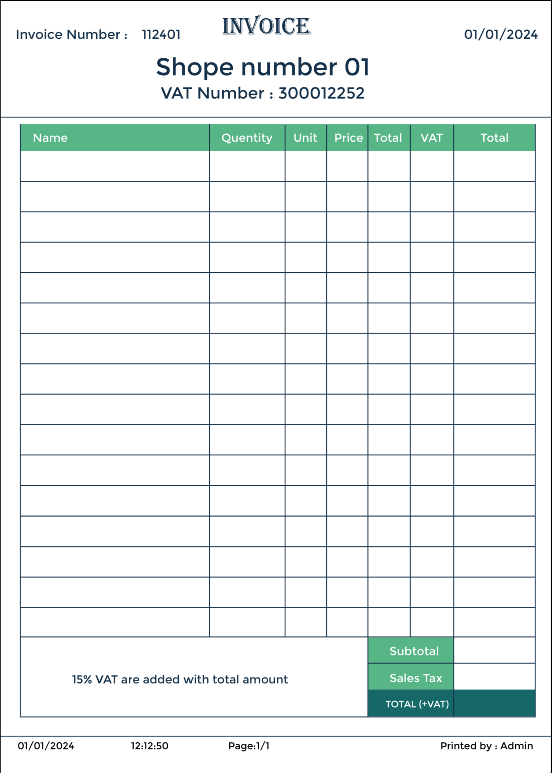 INVOICE
Invoice Number : 112401
01/01/2024
Shope number 01
VAT Number : 300012252
Name Quentity Unit Price Total VAT Total
Subtotal
15% VAT are added with total amount
Sales Tax
TOTAL (+VAT)
01/01/2024 12:12:50 Page:1/1 Printed by : Admin